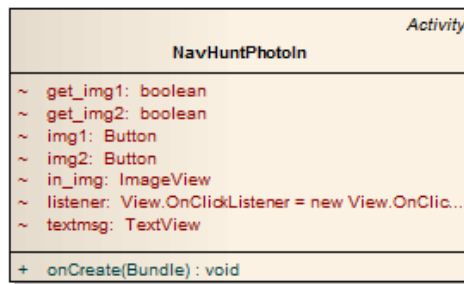 Activity
NavHuntPhotoIn
~ get_img1: boolean
~ get_img2: boolean
~ img1: Button
~ img2: Button
~ in_img: ImageView
~ listener: View.OnClickListener = new View.OnClic...
~ textmsg: TextView
+ onCreate(Bundle) : void